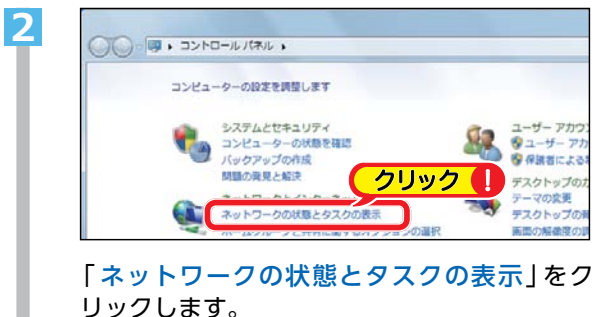 2
コントロール パネル
コンピューターの設定を調整します
システムとセキュリティ
コンピューターの状態を確認
バックアップの作成
問題の発見と解決
クリック !
ネットワークの状態とタスクの表示
ユーザー アカウ
ユーザー アカ
保護者による
デスクトップの
テーマの変更
デスクトップの
画面の解像度の
「ネットワークの状態とタスクの表示」をク
リックします。